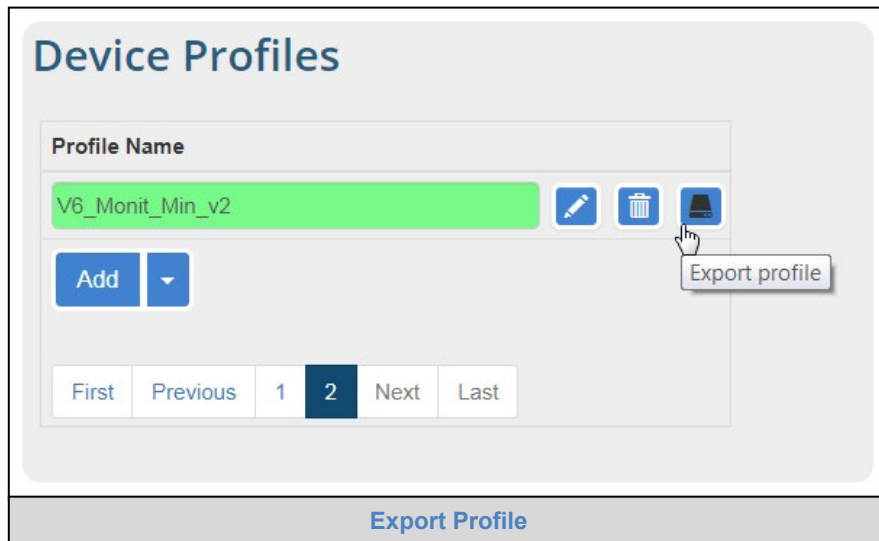 Device Profiles
Profile Name
V6_Monit_Min_v2
Export profile
Add
First Previous 1 2 Next Last
Export Profile